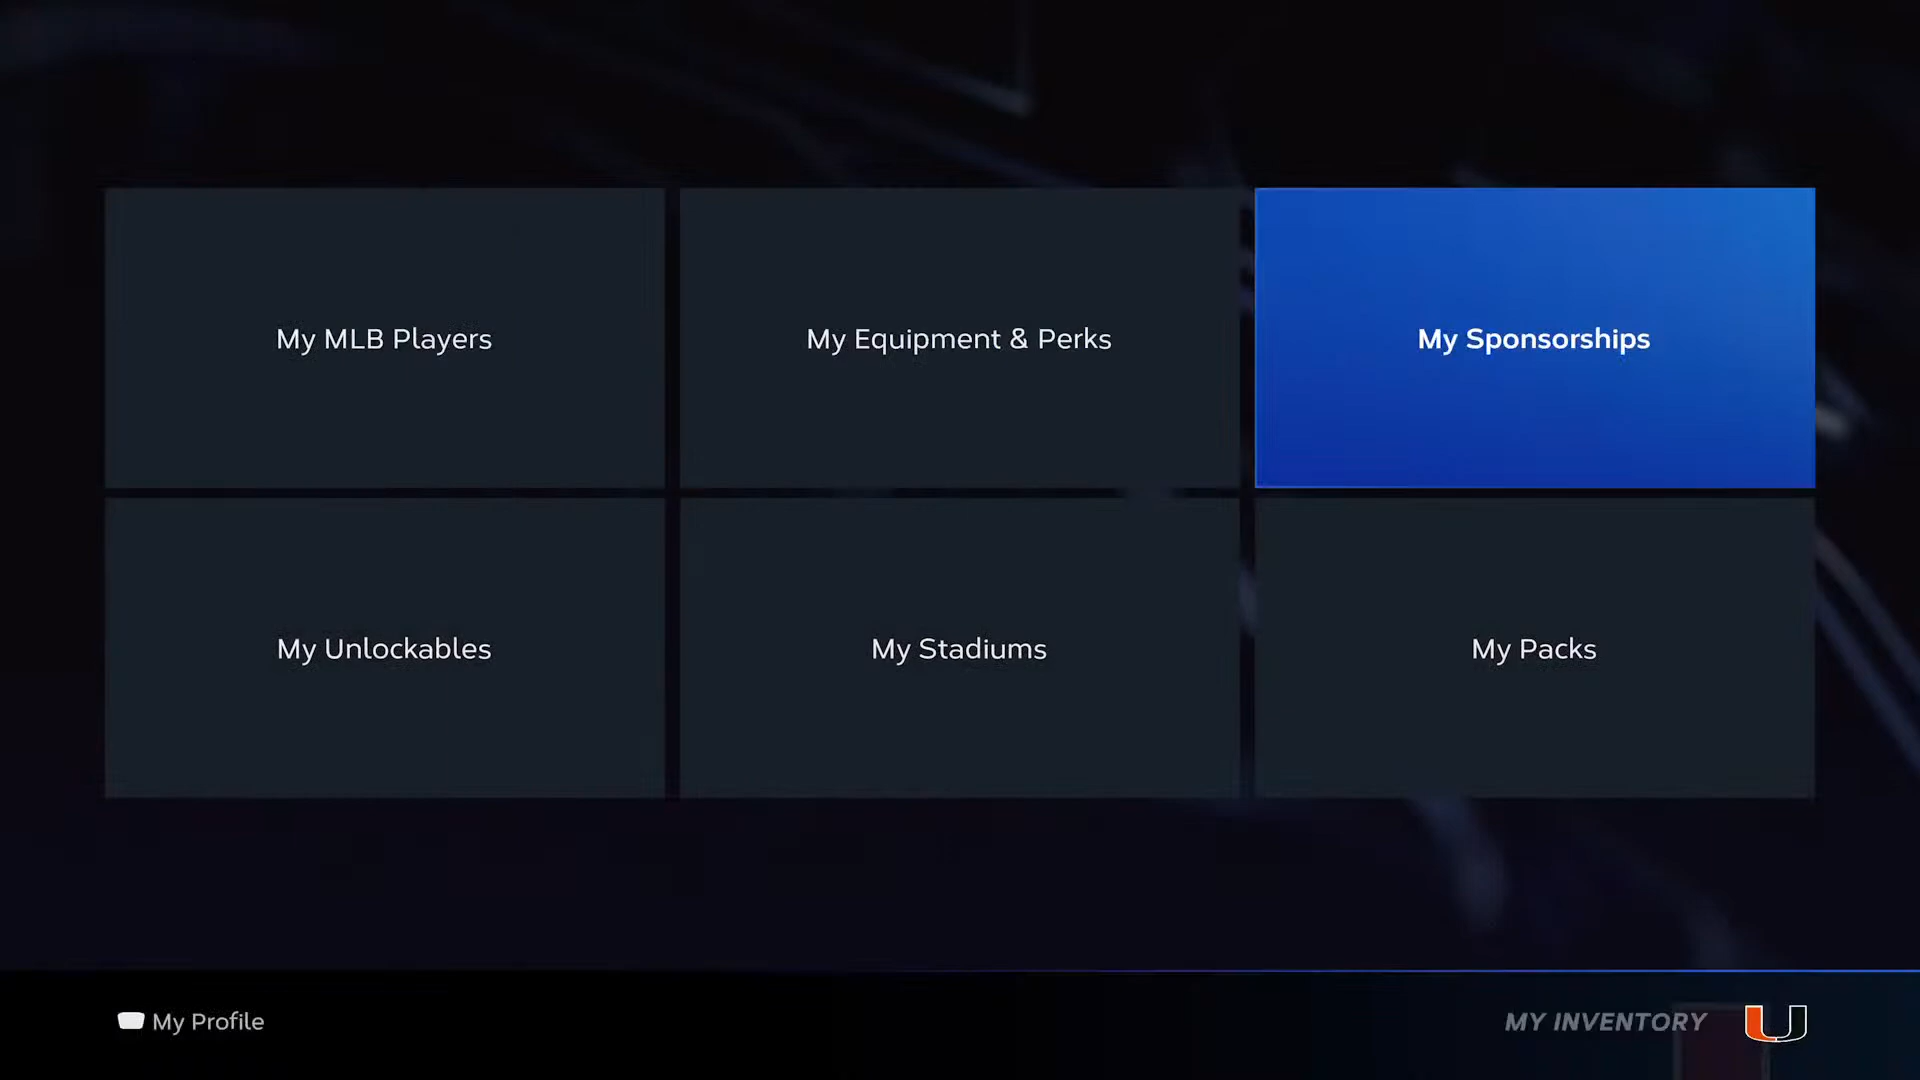 My MLB Players
My Equipment & Perks
My Sponsorships
My Unlockables
My Stadiums
My Packs
My Profile
MY INVENTORY